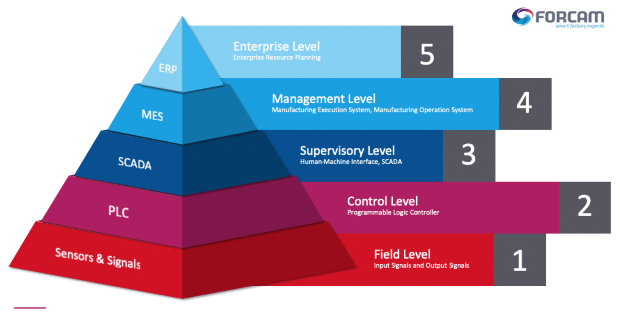 FORCAM
smart factory experts
ERP
Enterprise Level
Enterprise Resource Planning
5
MES
Management Level
Manufacturing Execution System, Manufacturing Operation System
4
SCADA
Supervisory Level
Human-Machine Interface, SCADA
3
PLC
Control Level
Programmable Logic Controller
2
Sensors & Signals
Field Level
Input Signals and Output Signals
1